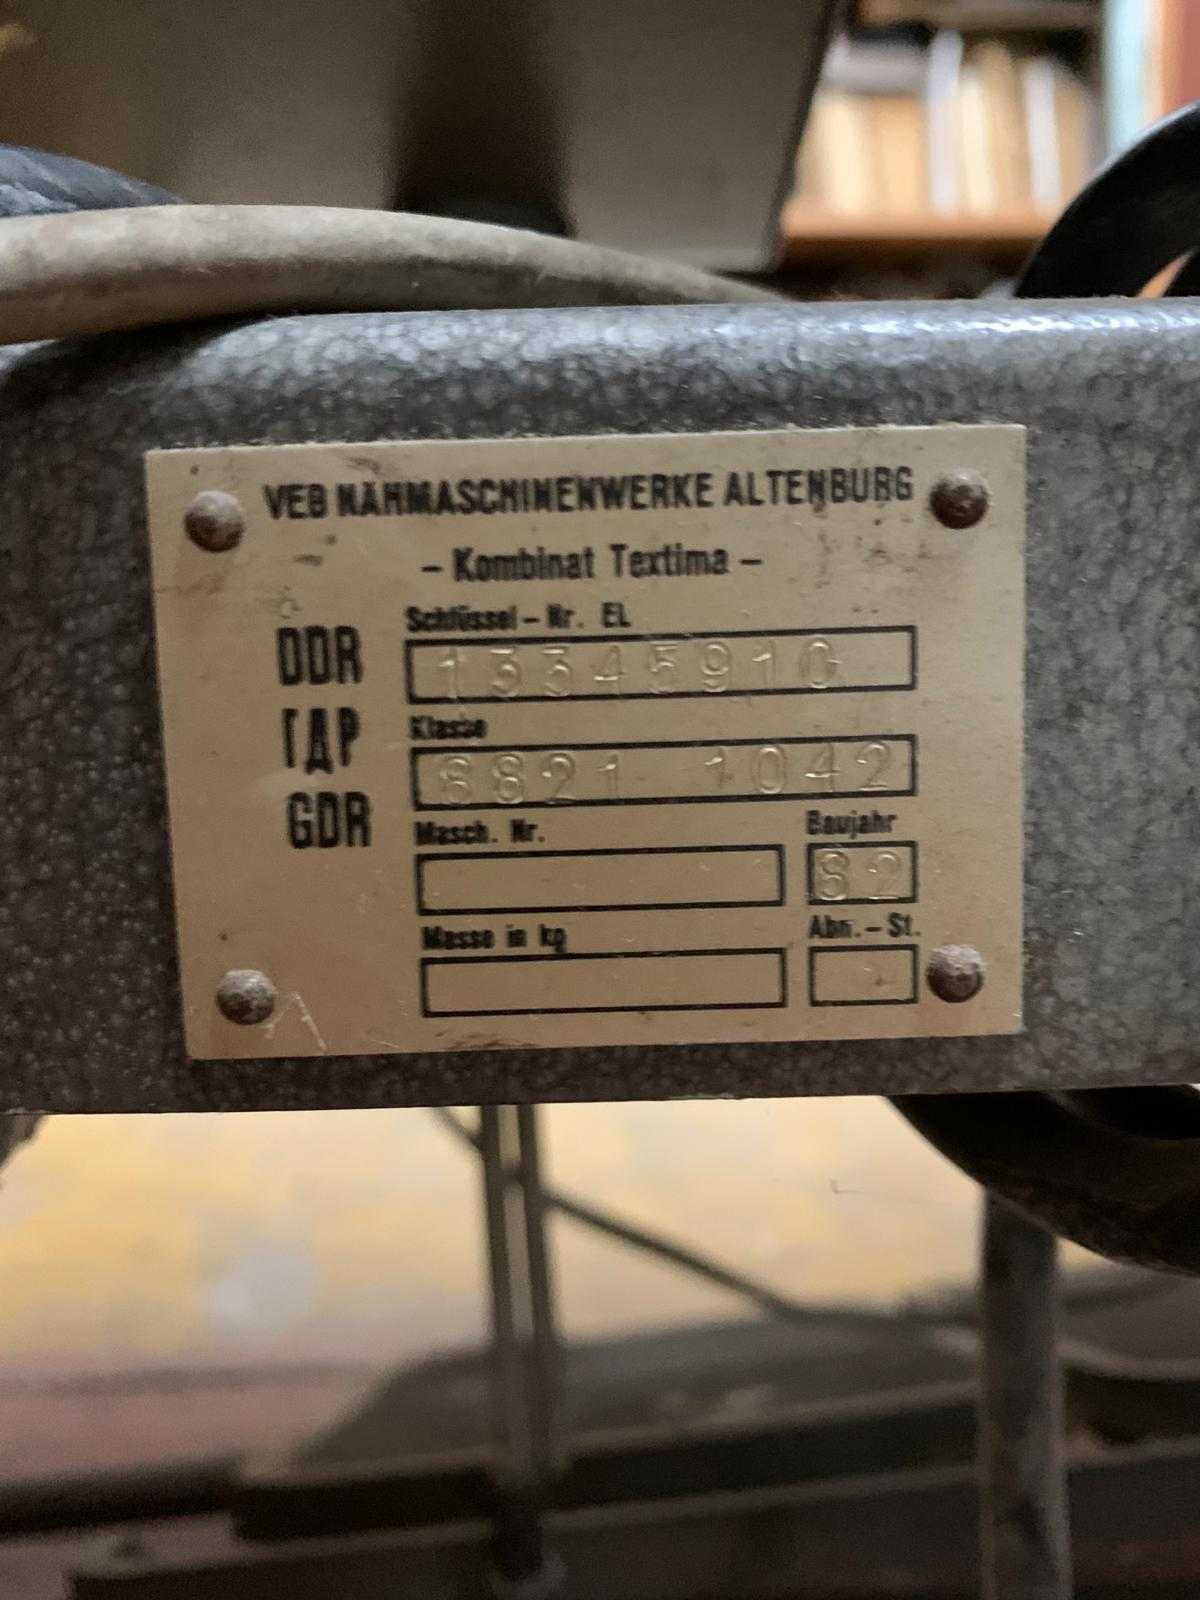 VEB NÄHMASCHINENWERKE ALTENBURG
– Kombinat Textima –
DDR
ГДР
GDR
Schlüssel – Nr. EL
13345910
Klasse
8821 1042
Masch. Nr.
Baujahr
82
Masse in kg
Abn. – St.